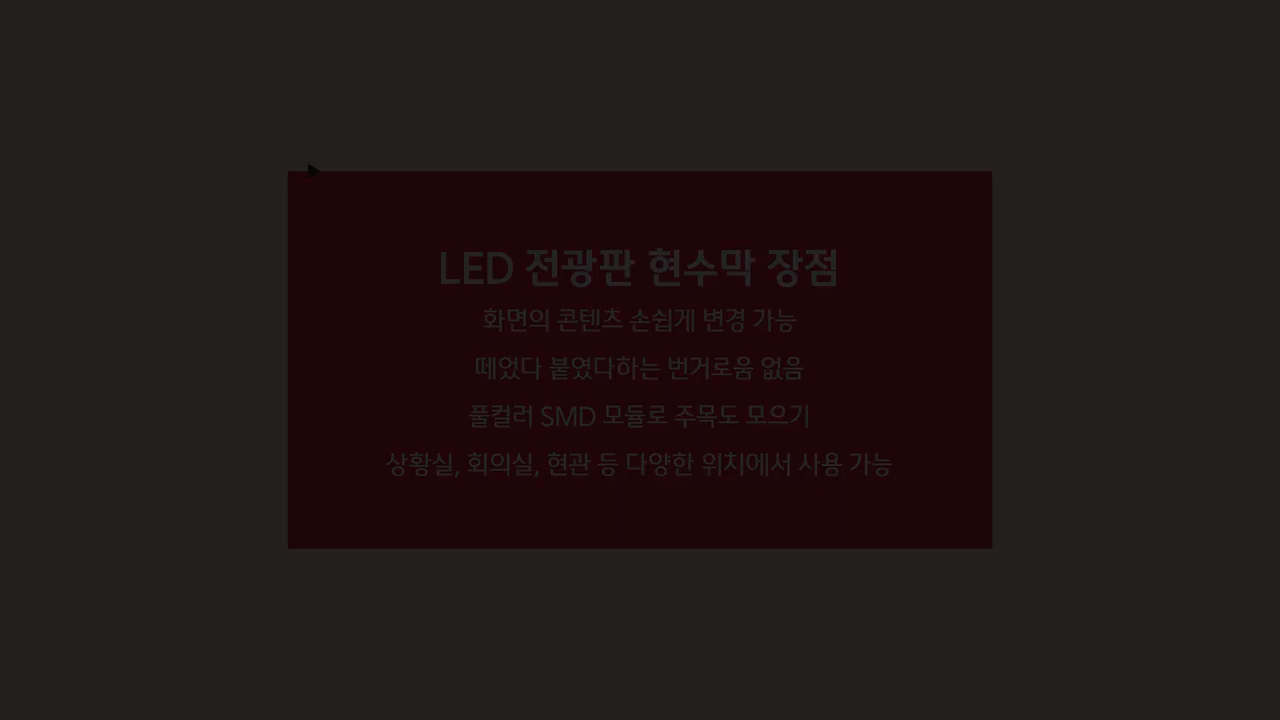 LED 전광판 현수막 장점
화면의 콘텐츠 손쉽게 변경 가능
떼었다 붙였다하는 번거로움 없음
풀컬러 SMD 모듈로 주목도 모으기
상황실, 회의실, 현관 등 다양한 위치에서 사용 가능